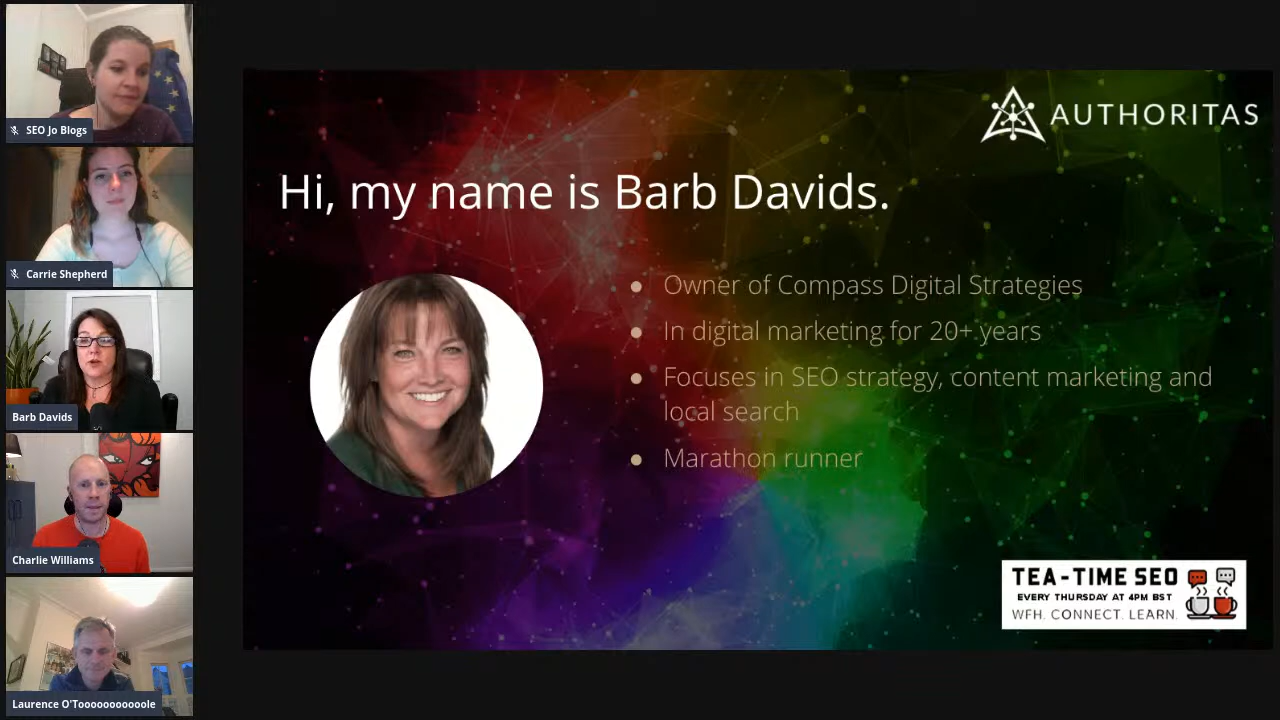 SEO Jo Blogs
Carrie Shepherd
Barb Davids
Charlie Williams
Laurence O'Toooooooooole
AUTHORITAS
Hi, my name is Barb Davids.
● Owner of Compass Digital Strategies
● In digital marketing for 20+ years
● Focuses in SEO strategy, content marketing and
local search
● Marathon runner
TEA-TIME SEO
EVERY THURSDAY AT 4PM BST
WFH. CONNECT. LEARN.